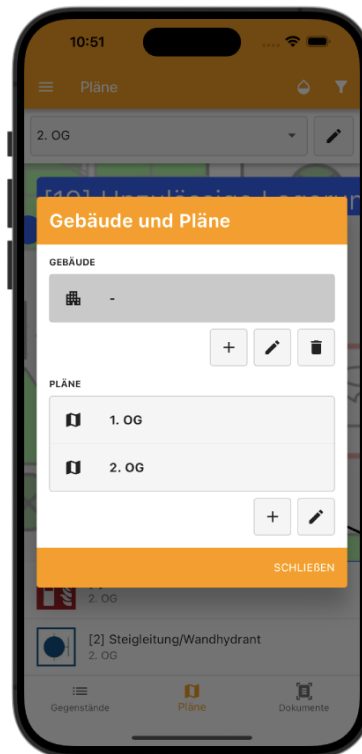 10:51
Pläne
2. OG
Gebäude und Pläne
GEBÄUDE
-
PLÄNE
1. OG
2. OG
SCHLIEẞEN
2. OG
[2] Steigleitung/Wandhydrant
2. OG
Gegenstände
Pläne
Dokumente